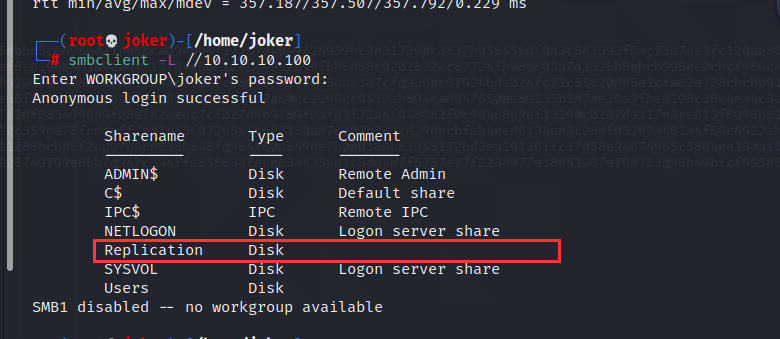 rtt min/avg/max/mdev = 357.187/357.507/357.792/0.229 ms
(root💀joker)-[/home/joker]
# smbclient -L //10.10.10.100
Enter WORKGROUP\joker's password:
Anonymous login successful
Sharename Type Comment
--------- ---- -------
ADMIN$ Disk Remote Admin
C$ Disk Default share
IPC$ IPC Remote IPC
NETLOGON Disk Logon server share
Replication Disk
SYSVOL Disk Logon server share
Users Disk
SMB1 disabled -- no workgroup available